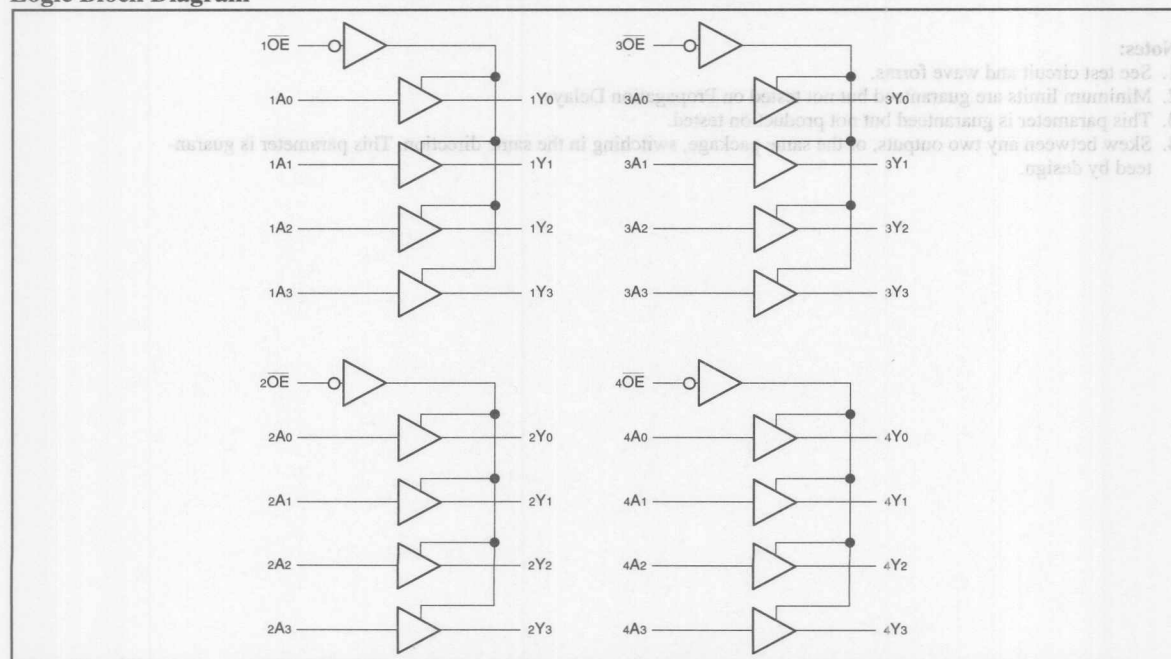 Logic Block Diagram
1OE
1A0 1Y0
1A1 1Y1
1A2 1Y2
1A3 1Y3
3OE
3A0 3Y0
3A1 3Y1
3A2 3Y2
3A3 3Y3
2OE
2A0 2Y0
2A1 2Y1
2A2 2Y2
2A3 2Y3
4OE
4A0 4Y0
4A1 4Y1
4A2 4Y2
4A3 4Y3
Notes:
See test circuit and wave forms.
Minimum limits are guaranteed but not tested on Propagation Delay
This parameter is guaranteed but not production tested.
Skew between any two outputs, of the same package, switching in the same direction. This parameter is guaran-
teed by design.